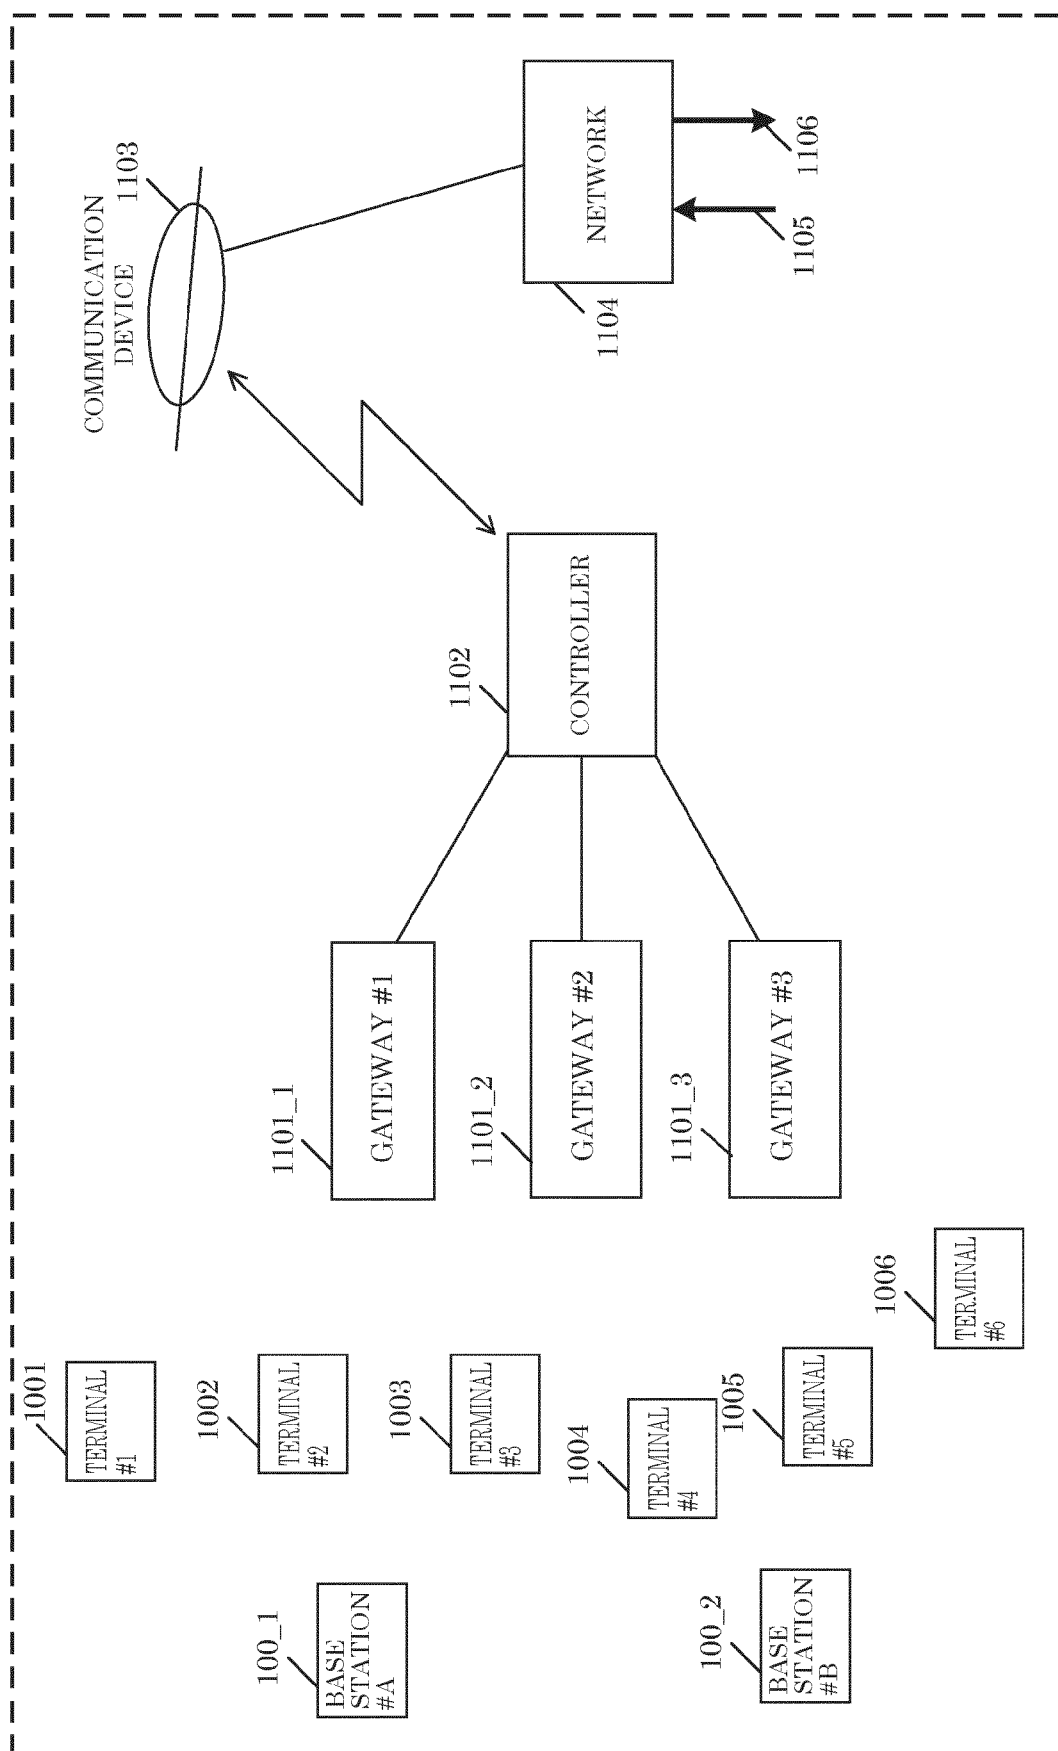 1001
TERMINAL
#1
1002
TERMINAL
#2
1003
TERMINAL
#3
1004
TERMINAL
#4
1005
TERMINAL
#5
1006
TERMINAL
#6
100_1
BASE
STATION
#A
100_2
BASE
STATION
#B
1101_1
GATEWAY #1
1101_2
GATEWAY #2
1101_3
GATEWAY #3
1102
CONTROLLER
COMMUNICATION
DEVICE
1103
1104
NETWORK
1105
1106